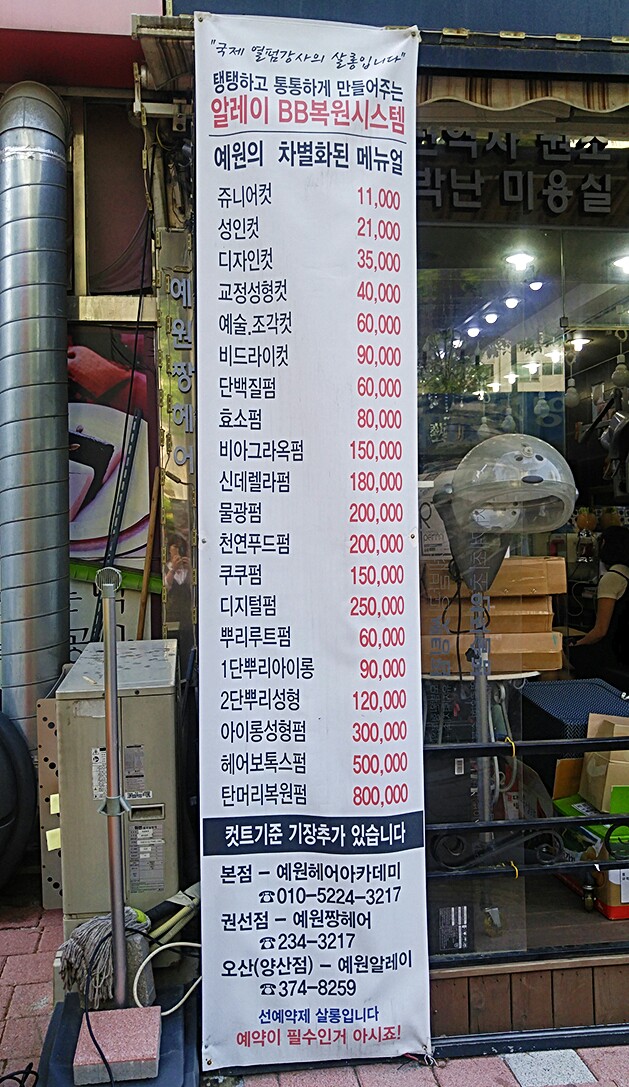 "국제 열펌강사의 살롱입니다"
탱탱하고 통통하게 만들어주는
알레이 BB복원시스템
예원의 차별화된 메뉴얼
쥬니어컷 11,000
성인컷 21,000
디자인컷 35,000
교정성형컷 40,000
예술.조각컷 60,000
비드라이컷 90,000
단백질펌 60,000
효소펌 80,000
비아그라옥펌 150,000
신데렐라펌 180,000
물광펌 200,000
천연푸드펌 200,000
쿠쿠펌 150,000
디지털펌 250,000
뿌리루트펌 60,000
1단뿌리아이롱 90,000
2단뿌리성형 120,000
아이롱성형펌 300,000
헤어보톡스펌 500,000
탄머리복원펌 800,000
컷트기준 기장추가 있습니다
본점 - 예원헤어아카데미
☎010-5224-3217
권선점 - 예원짱헤어
☎234-3217
오산(양산점) - 예원알레이
☎374-8259
선예약제 살롱입니다
예약이 필수인거 아시죠!
예원짱헤어
박난 미용실